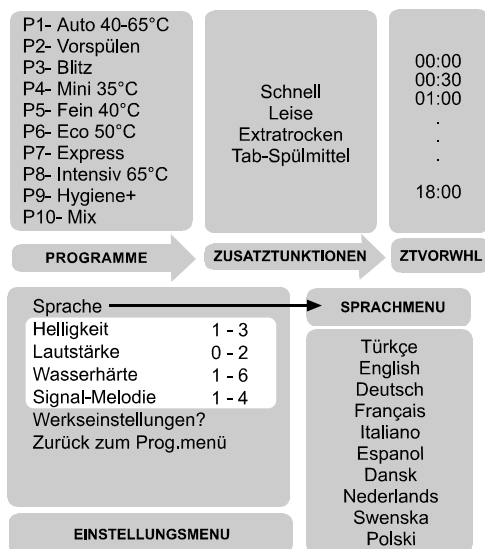 P1- Auto 40-65°C
P2- Vorspülen
P3- Blitz
P4- Mini 35°C
P5- Fein 40°C
P6- Eco 50°C
P7- Express
P8- Intensiv 65°C
P9- Hygiene+
P10- Mix
Schnell
Leise
Extratrocken
Tab-Spülmittel
00:00
00:30
01:00
.
.
.
18:00
PROGRAMME
ZUSATZTUNKTIONEN
ZTVORWHL
Sprache
Helligkeit 1 - 3
Lautstärke 0 - 2
Wasserhärte 1 - 6
Signal-Melodie 1 - 4
Werkseinstellungen?
Zurück zum Prog.menü
EINSTELLUNGSMENU
SPRACHMENU
Türkçe
English
Deutsch
Français
Italiano
Espanol
Dansk
Nederlands
Swenska
Polski